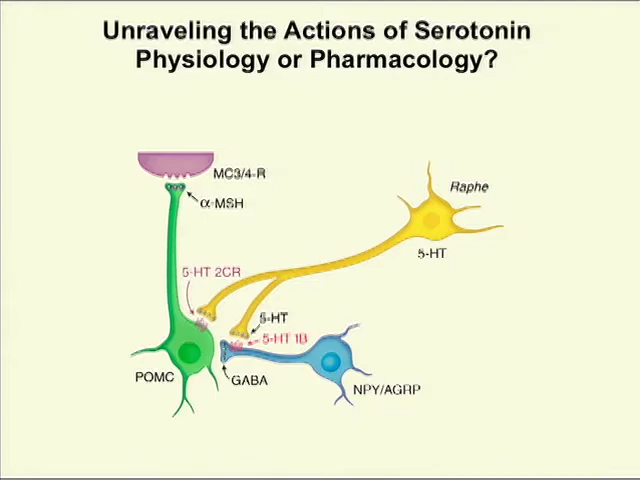 Unraveling the Actions of Serotonin
Physiology or Pharmacology?
MC3/4-R
α-MSH
Raphe
5-HT
5-HT 2CR
5-HT
5-HT 1B
POMC
GABA
NPY/AGRP